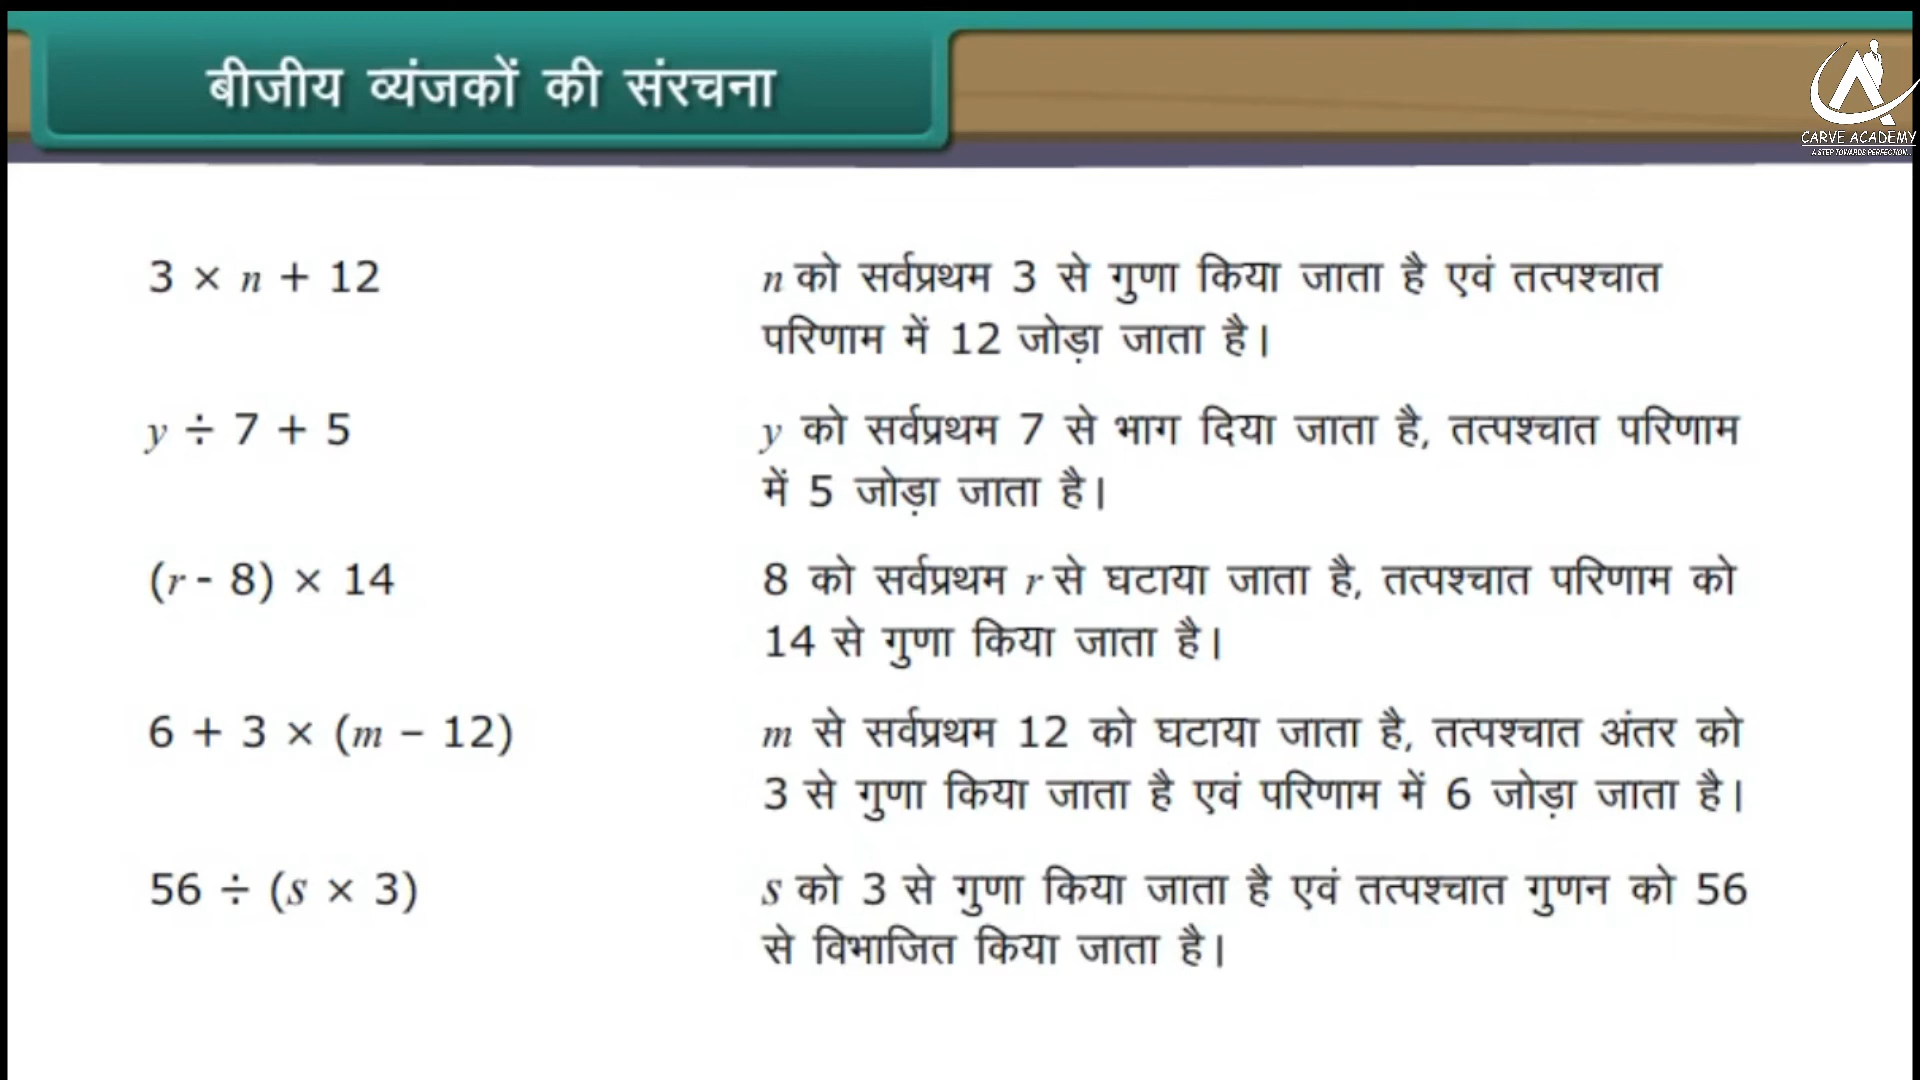 बीजीय व्यंजकों की संरचना
CARVE ACADEMY
A STEP TOWARDS PERFECTION..
3 × n + 12
n को सर्वप्रथम 3 से गुणा किया जाता है एवं तत्पश्चात
परिणाम में 12 जोड़ा जाता है।
y ÷ 7 + 5
y को सर्वप्रथम 7 से भाग दिया जाता है, तत्पश्चात परिणाम
में 5 जोड़ा जाता है।
(r - 8) × 14
8 को सर्वप्रथम r से घटाया जाता है, तत्पश्चात परिणाम को
14 से गुणा किया जाता है।
6 + 3 × (m – 12)
m से सर्वप्रथम 12 को घटाया जाता है, तत्पश्चात अंतर को
3 से गुणा किया जाता है एवं परिणाम में 6 जोड़ा जाता है।
56 ÷ (s × 3)
s को 3 से गुणा किया जाता है एवं तत्पश्चात गुणन को 56
से विभाजित किया जाता है।